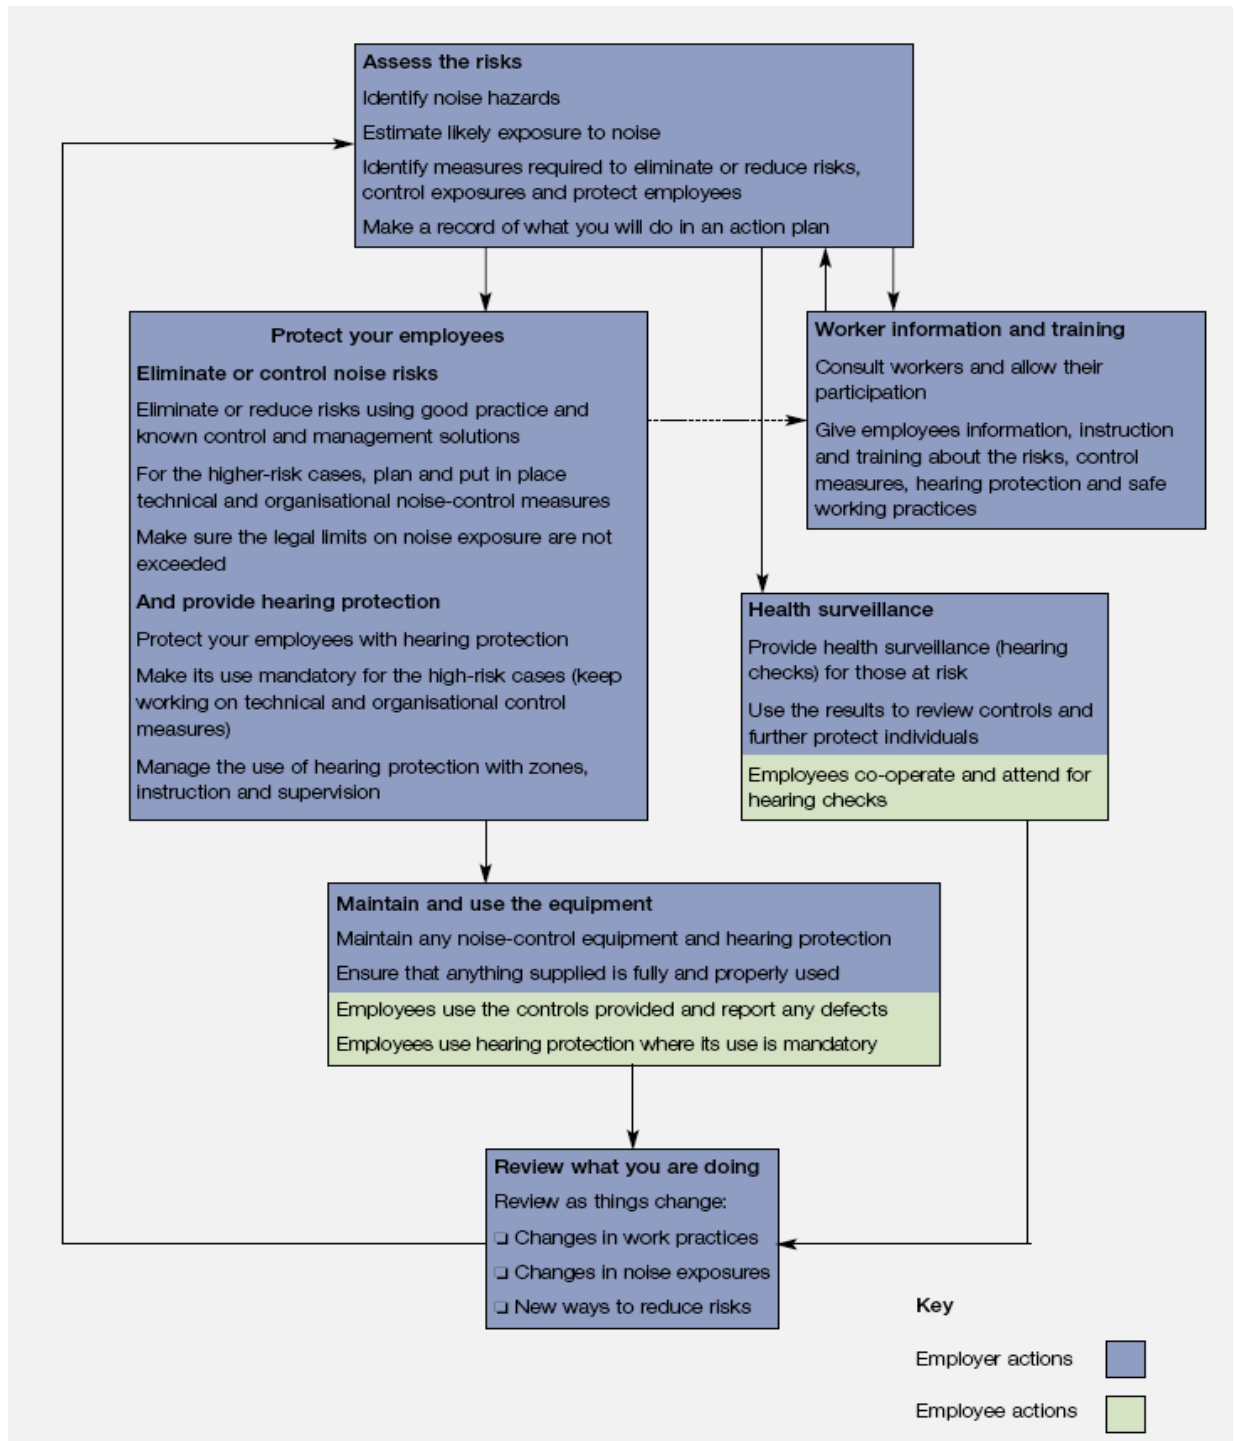 Assess the risks
Identify noise hazards
Estimate likely exposure to noise
Identify measures required to eliminate or reduce risks,
control exposures and protect employees
Make a record of what you will do in an action plan
Protect your employees
Eliminate or control noise risks
Eliminate or reduce risks using good practice and
known control and management solutions
For the higher-risk cases, plan and put in place
technical and organisational noise-control measures
Make sure the legal limits on noise exposure are not
exceeded
And provide hearing protection
Protect your employees with hearing protection
Make its use mandatory for the high-risk cases (keep
working on technical and organisational control
measures)
Manage the use of hearing protection with zones,
instruction and supervision
Worker information and training
Consult workers and allow their
participation
Give employees information, instruction
and training about the risks, control
measures, hearing protection and safe
working practices
Health surveillance
Provide health surveillance (hearing
checks) for those at risk
Use the results to review controls and
further protect individuals
Employees co-operate and attend for
hearing checks
Maintain and use the equipment
Maintain any noise-control equipment and hearing protection
Ensure that anything supplied is fully and properly used
Employees use the controls provided and report any defects
Employees use hearing protection where its use is mandatory
Review what you are doing
Review as things change:
❑ Changes in work practices
❑ Changes in noise exposures
❑ New ways to reduce risks
Key
Employer actions
Employee actions